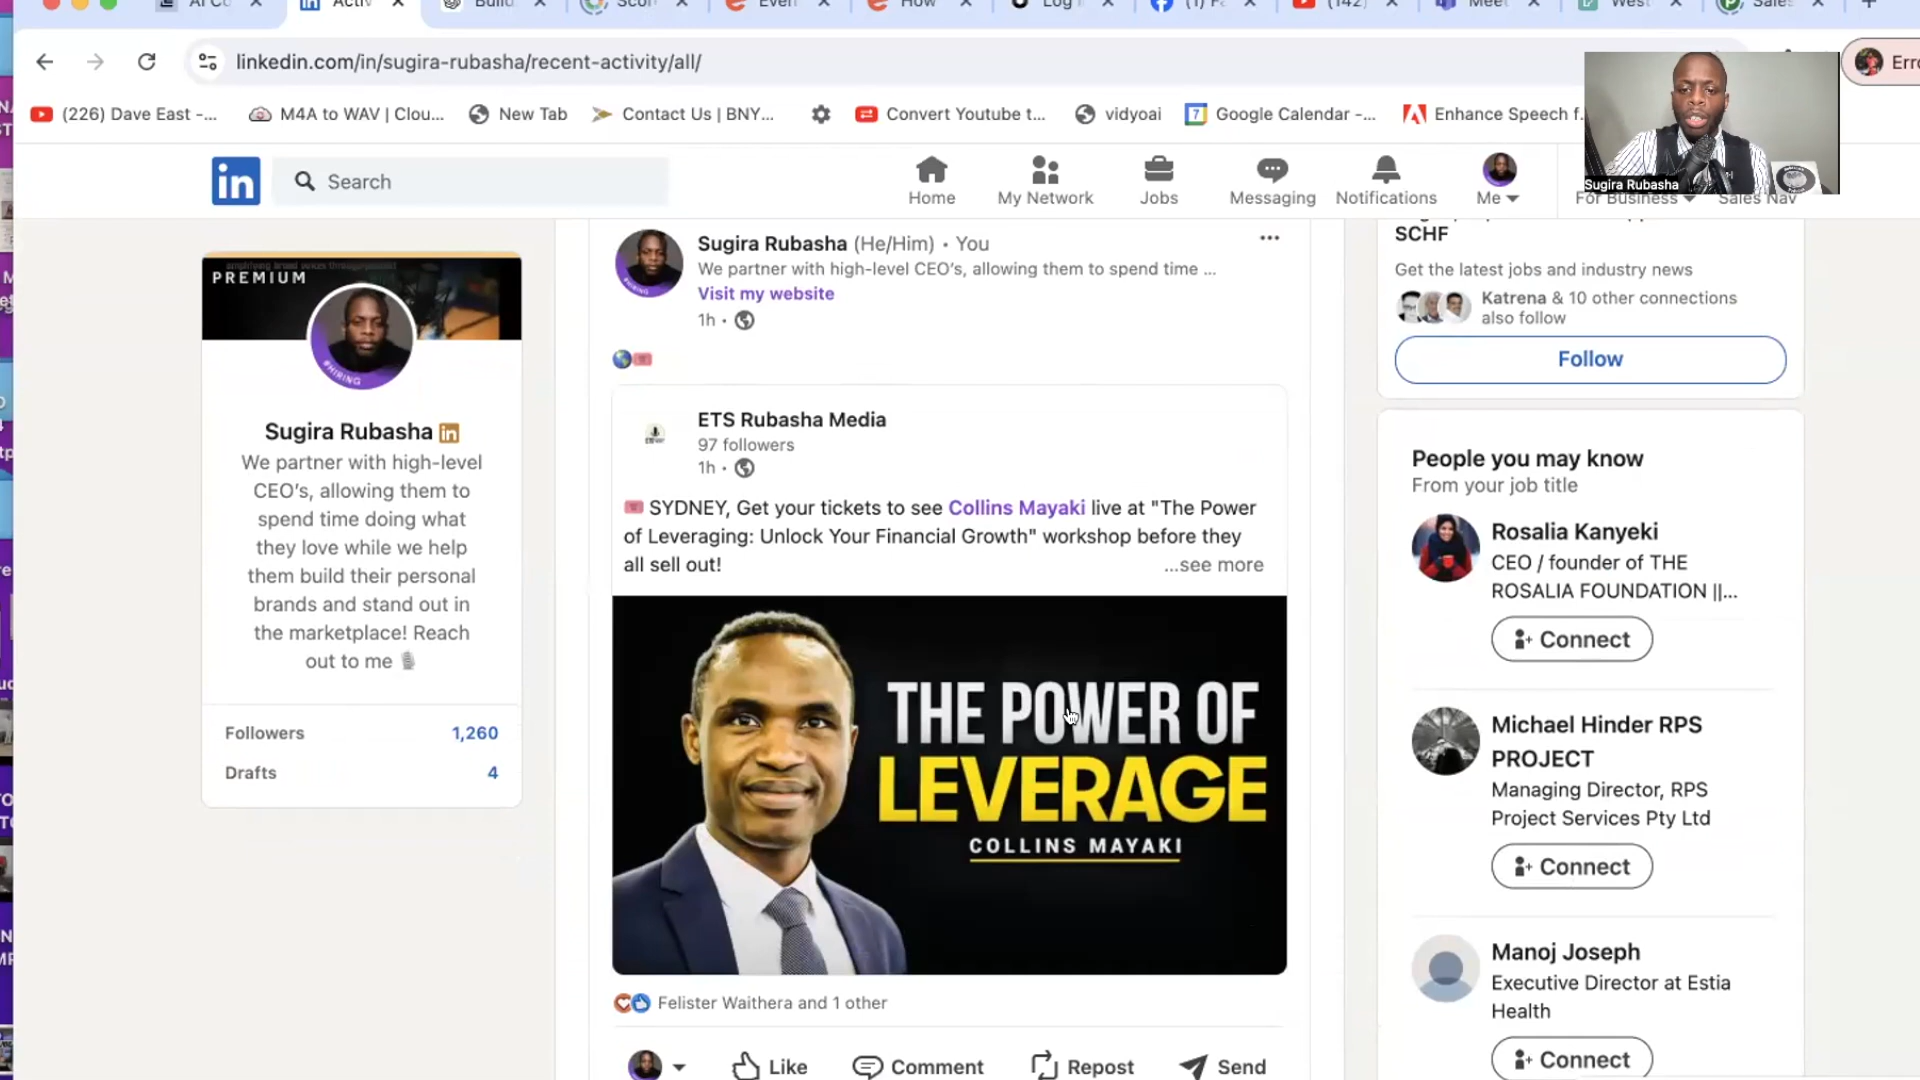 linkedin.com/in/sugira-rubasha/recent-activity/all/
(226) Dave East -...
M4A to WAV | Clou...
New Tab
Contact Us | BNY...
Convert Youtube t...
vidyoai
Google Calendar -...
Enhance Speech f.
Sugira Rubasha
in
Search
Home
My Network
Jobs
Messaging
Notifications
Me
For Business
Sales Nav
PREMIUM
#HIRING
Sugira Rubasha in
We partner with high-level
CEO's, allowing them to
spend time doing what
they love while we help
them build their personal
brands and stand out in
the marketplace! Reach
out to me 🎙
Followers 1,260
Drafts 4
Sugira Rubasha (He/Him) • You
We partner with high-level CEO's, allowing them to spend time ...
Visit my website
1h •
🌎🎟
ETS Rubasha Media
97 followers
1h •
🎟 SYDNEY, Get your tickets to see Collins Mayaki live at "The Power
of Leveraging: Unlock Your Financial Growth" workshop before they
all sell out!
...see more
THE POWER OF
LEVERAGE
COLLINS MAYAKI
Felister Waithera and 1 other
Like
Comment
Repost
Send
SCHF
Get the latest jobs and industry news
Katrena & 10 other connections
also follow
Follow
People you may know
From your job title
Rosalia Kanyeki
CEO / founder of THE
ROSALIA FOUNDATION ||...
Connect
Michael Hinder RPS
PROJECT
Managing Director, RPS
Project Services Pty Ltd
Connect
Manoj Joseph
Executive Director at Estia
Health
Connect